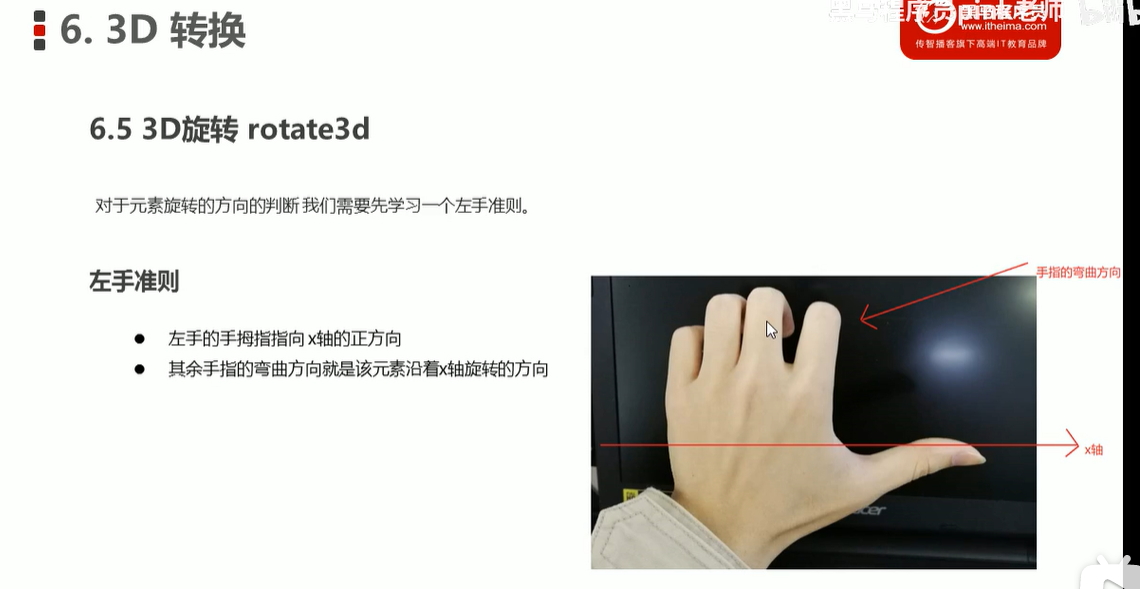 6. 3D 转换
www.itheima.com
传智播客旗下高端IT教育品牌
6.5 3D旋转 rotate3d
对于元素旋转的方向的判断 我们需要先学习一个左手准则。
左手准则
手指的弯曲方向
● 左手的手拇指指向 x轴的正方向
● 其余手指的弯曲方向就是该元素沿着x轴旋转的方向
x轴
acer